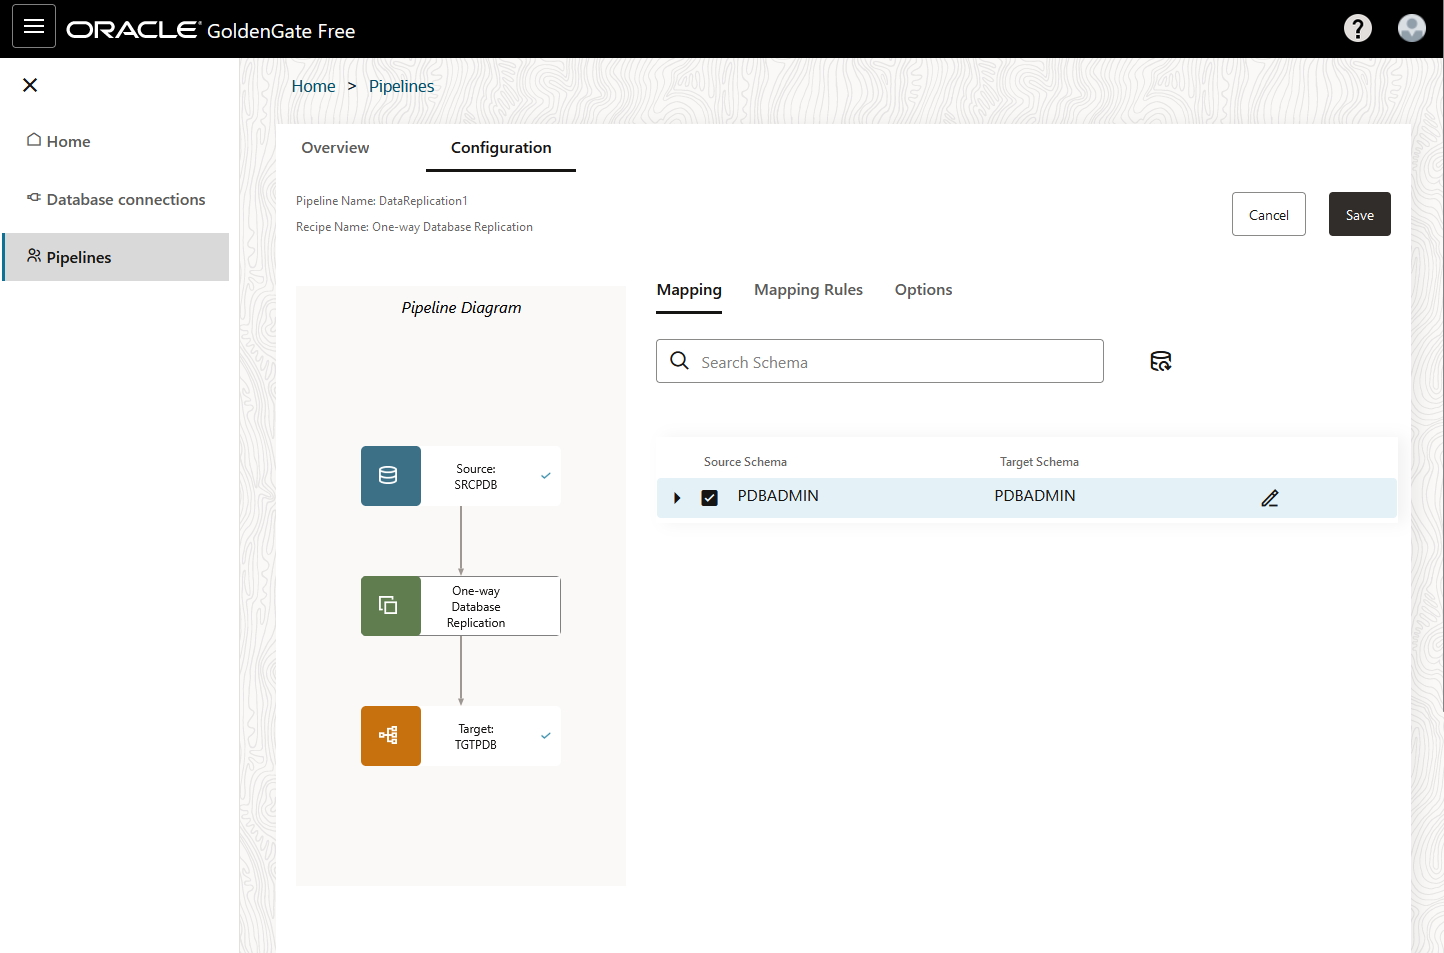 ORACLE GoldenGate Free
Home > Pipelines
Home
Database connections
Pipelines
Overview
Configuration
Pipeline Name: DataReplication1
Recipe Name: One-way Database Replication
Cancel
Save
Pipeline Diagram
Source:
SRCPDB
One-way
Database
Replication
Target:
TGTPDB
Mapping
Mapping Rules
Options
Search Schema
Source Schema
Target Schema
PDBADMIN
PDBADMIN